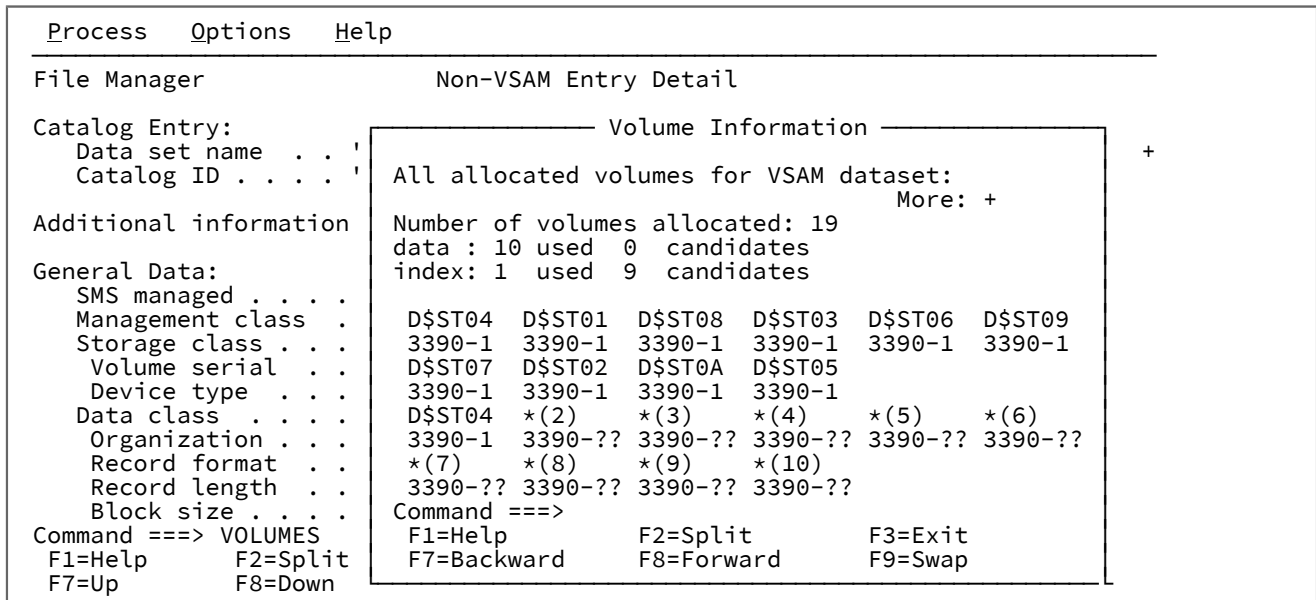 Process   Options   Help
File Manager                Non-VSAM Entry Detail
Catalog Entry:                       Volume Information
   Data set name  . . '                                                     +
   Catalog ID . . . . '  All allocated volumes for VSAM dataset:
                                                            More: +
Additional information   Number of volumes allocated: 19
                         data : 10 used  0  candidates
General Data:            index: 1  used  9  candidates
   SMS managed . . . .
   Management class  .    D$ST04  D$ST01  D$ST08  D$ST03  D$ST06  D$ST09
   Storage class . . .    3390-1  3390-1  3390-1  3390-1  3390-1  3390-1
    Volume serial  . .    D$ST07  D$ST02  D$ST0A  D$ST05
    Device type  . . .    3390-1  3390-1  3390-1  3390-1
   Data class  . . . .    D$ST04  *(2)    *(3)    *(4)    *(5)    *(6)
    Organization . . .    3390-1  3390-?? 3390-?? 3390-?? 3390-?? 3390-??
    Record format  . .    *(7)    *(8)    *(9)    *(10)
    Record length  . .    3390-?? 3390-?? 3390-?? 3390-??
    Block size . . . .   Command ===>
Command ===> VOLUMES      F1=Help         F2=Split        F3=Exit
 F1=Help      F2=Split    F7=Backward     F8=Forward      F9=Swap
 F7=Up        F8=Down